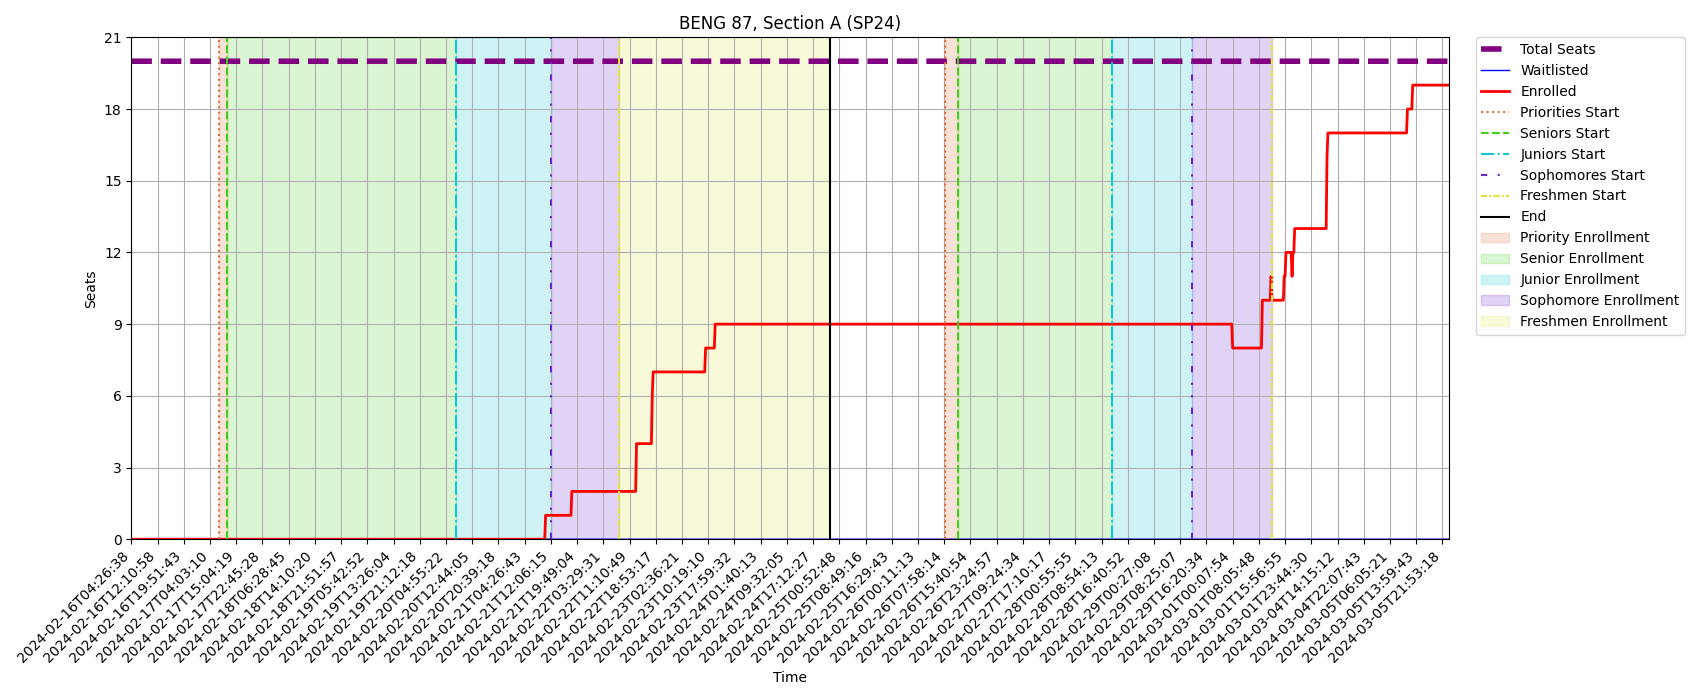 BENG 87, Section A (SP24)
21
18
15
12
9
6
3
0
Seats
2024-02-16T04:26:38
2024-02-16T12:10:58
2024-02-16T19:51:43
2024-02-17T04:03:10
2024-02-17T15:04:19
2024-02-17T22:45:28
2024-02-18T06:28:45
2024-02-18T14:10:20
2024-02-18T21:51:57
2024-02-19T05:42:52
2024-02-19T13:26:04
2024-02-19T21:12:18
2024-02-20T04:55:22
2024-02-20T12:44:05
2024-02-20T20:39:18
2024-02-21T04:26:43
2024-02-21T12:06:15
2024-02-21T19:49:04
2024-02-22T03:29:31
2024-02-22T11:10:49
2024-02-22T18:53:17
2024-02-23T02:36:21
2024-02-23T10:19:10
2024-02-23T17:59:32
2024-02-24T01:40:13
2024-02-24T09:32:05
2024-02-24T17:12:27
2024-02-25T00:52:48
2024-02-25T08:49:16
2024-02-25T16:29:43
2024-02-26T00:11:13
2024-02-26T07:58:14
2024-02-26T15:40:54
2024-02-26T23:24:57
2024-02-27T09:24:34
2024-02-27T17:10:17
2024-02-28T00:55:55
2024-02-28T08:54:13
2024-02-28T16:40:52
2024-02-29T00:27:08
2024-02-29T08:25:07
2024-02-29T16:20:34
2024-03-01T00:07:54
2024-03-01T08:05:48
2024-03-01T15:56:55
2024-03-01T23:44:30
2024-03-04T14:15:12
2024-03-04T22:07:43
2024-03-05T06:05:21
2024-03-05T13:59:43
2024-03-05T21:53:18
Time
Total Seats
Waitlisted
Enrolled
Priorities Start
Seniors Start
Juniors Start
Sophomores Start
Freshmen Start
End
Priority Enrollment
Senior Enrollment
Junior Enrollment
Sophomore Enrollment
Freshmen Enrollment